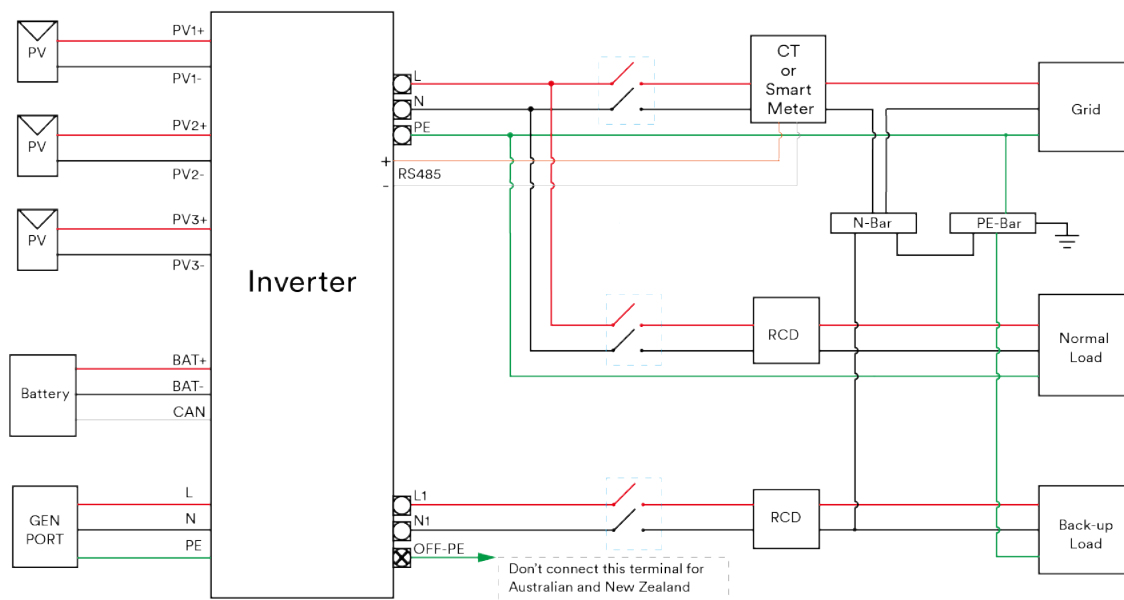 PV1+
PV
PV1-
PV2+
PV
PV2-
PV3+
PV
PV3-
Battery
BAT+
BAT-
CAN
GEN
PORT
L
N
PE
Inverter
L
N
PE
+
RS485
-
CT
or
Smart
Meter
Grid
N-Bar
PE-Bar
RCD
Normal
Load
L1
N1
OFF-PE
RCD
Back-up
Load
Don't connect this terminal for
Australian and New Zealand